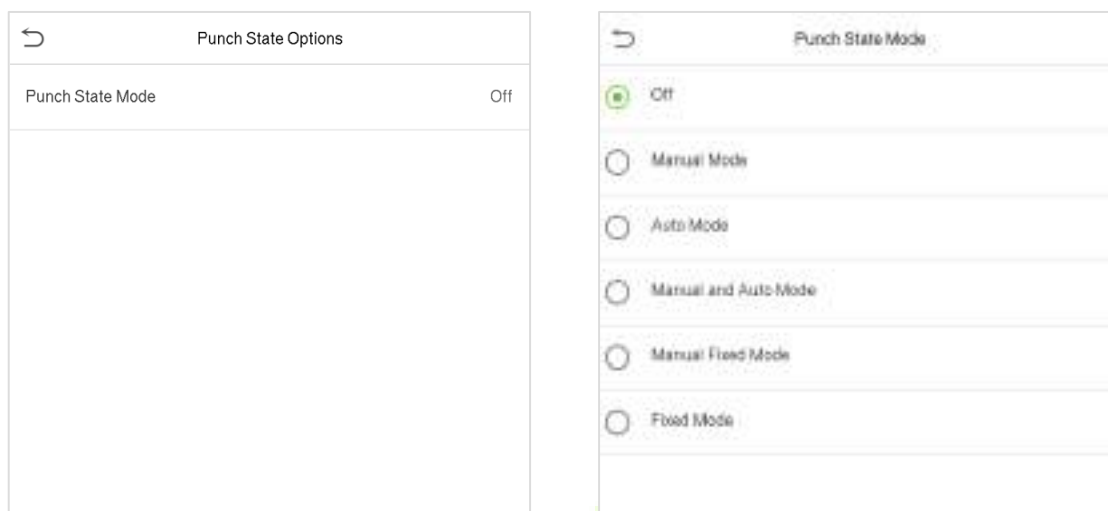 Punch State Options
Punch State Mode Off
Punch State Mode
Off
Manual Mode
Auto Mode
Manual and Auto Mode
Manual Fixed Mode
Fixed Mode